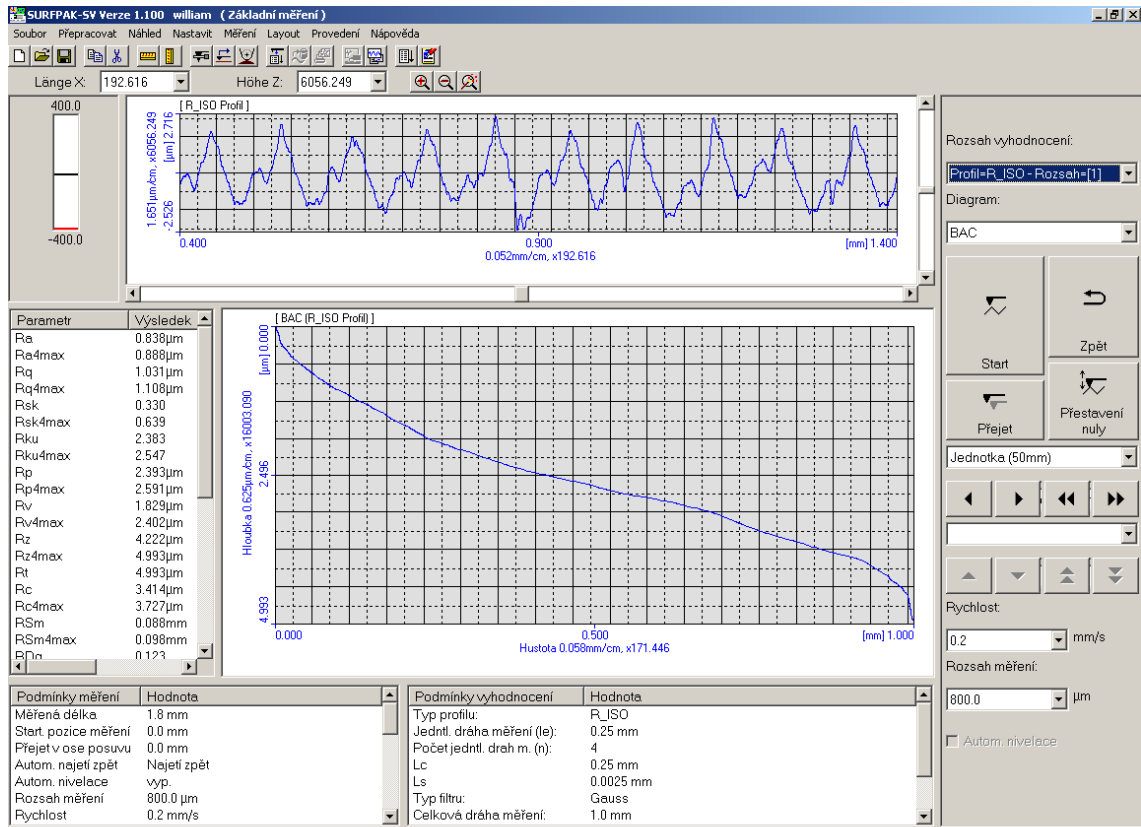 SURFPAK-SV Verze 1.100 william ( Základní měření )
Soubor Přepracovat Náhled Nastavit Měření Layout Provedení Nápověda
Länge X: 192.616 Höhe Z: 6056.249
400.0
-400.0
[ R_ISO Profil ]
1.651µm/cm, x6056.249
[µm] 2.716
-2.526
0.400 0.900 [mm] 1.400
0.052mm/cm, x192.616
Parametr Výsledek
Ra 0.838µm
Ra4max 0.888µm
Rq 1.031µm
Rq4max 1.108µm
Rsk 0.330
Rsk4max 0.639
Rku 2.383
Rku4max 2.547
Rp 2.393µm
Rp4max 2.591µm
Rv 1.829µm
Rv4max 2.402µm
Rz 4.222µm
Rz4max 4.993µm
Rt 4.993µm
Rc 3.414µm
Rc4max 3.727µm
RSm 0.088mm
RSm4max 0.098mm
RDq 0.123
[ BAC (R_ISO Profil) ]
[µm] 0.000
Hloubka 0.625µm/cm, x16003.090
2.496
4.993
0.000 0.500 [mm] 1.000
Hustota 0.058mm/cm, x171.446
Podmínky měření Hodnota
Měřená délka 1.8 mm
Start. pozice měření 0.0 mm
Přejet v ose posuvu 0.0 mm
Autom. najetí zpět Najetí zpět
Autom. nivelace vyp.
Rozsah měření 800.0 µm
Rychlost 0.2 mm/s
Podmínky vyhodnocení Hodnota
Typ profilu: R_ISO
Jedntl. dráha měření (le): 0.25 mm
Počet jedntl. drah m. (n): 4
Lc 0.25 mm
Ls 0.0025 mm
Typ filtru: Gauss
Celková dráha měření: 1.0 mm
Rozsah vyhodnocení:
Profil=R_ISO - Rozsah=[1]
Diagram:
BAC
Start
Zpět
Přejet
Přestavení
nuly
Jednotka (50mm)
Rychlost:
0.2 mm/s
Rozsah měření:
800.0 µm
Autom. nivelace